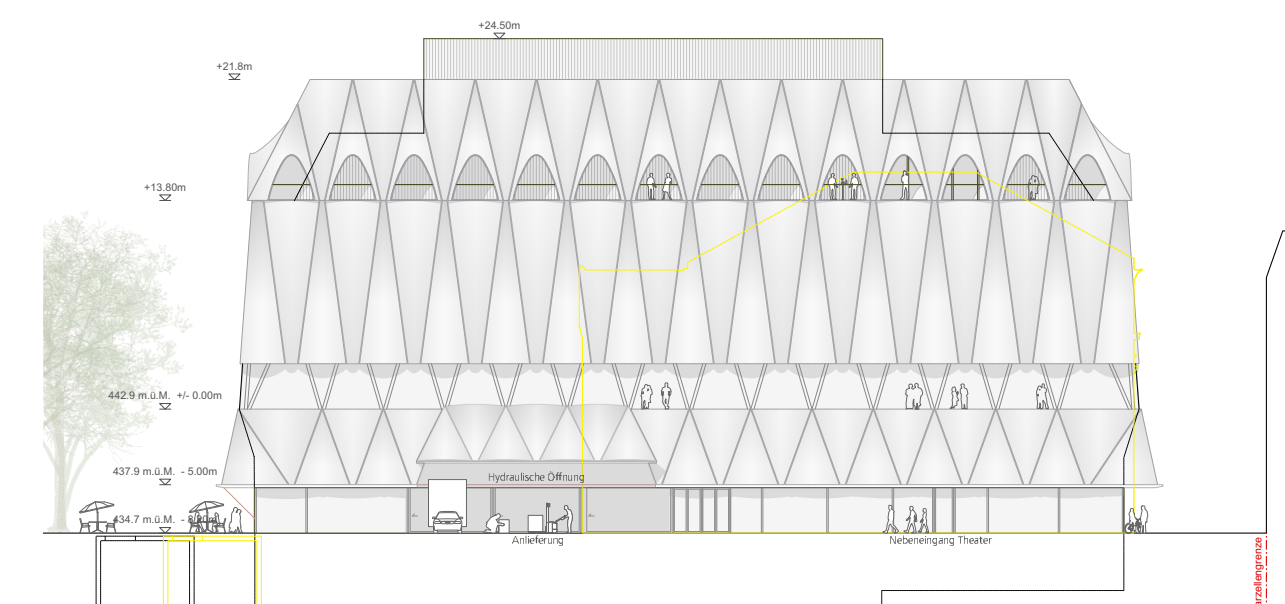 +24.50m
+21.8m
+13.80m
442.9 m.ü.M. +/- 0.00m
437.9 m.ü.M. - 5.00m
Hydraulische Öffnung
434.7 m.ü.M. -
Anlieferung
Nebeneingang Theater
arzellengrenze